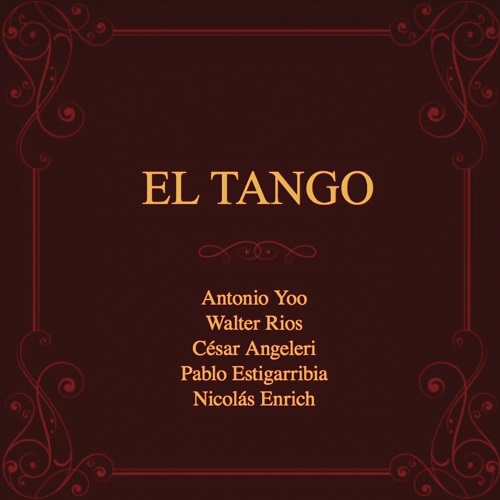 EL TANGO
Antonio Yoo
Walter Rios
César Angeleri
Pablo Estigarribia
Nicolás Enrich